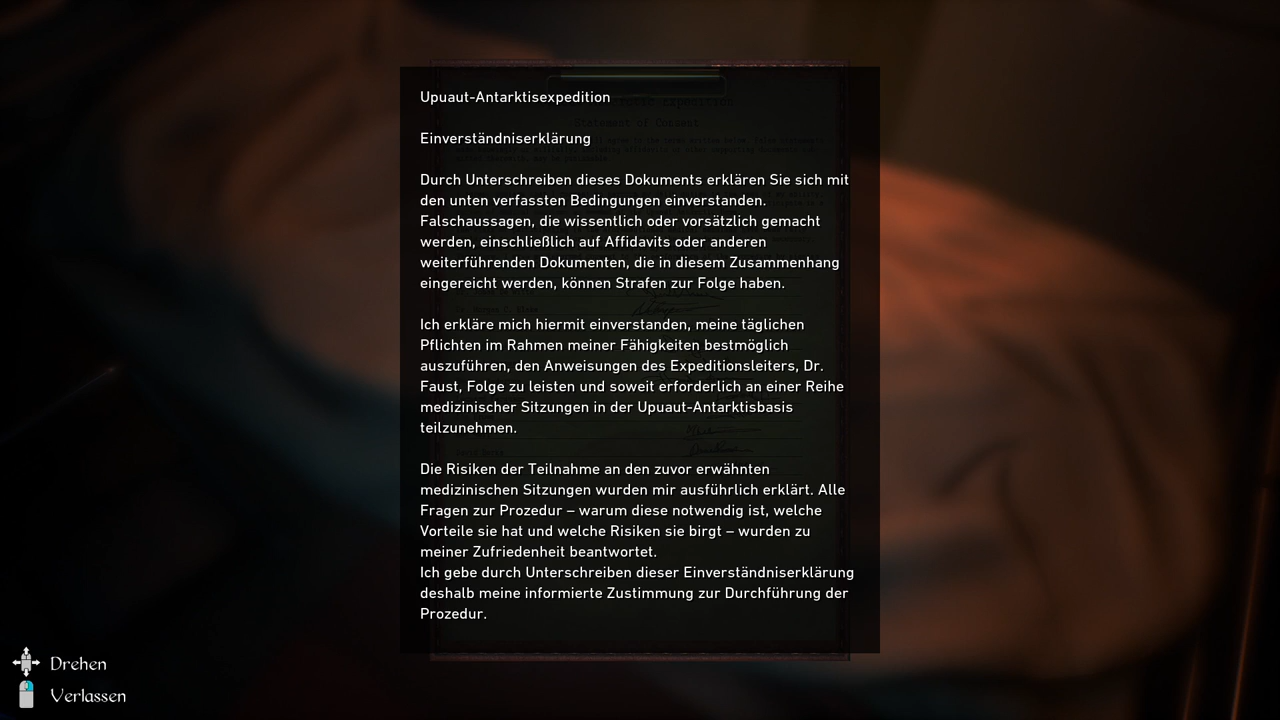 Upuaut-Antarktisexpedition
Einverständniserklärung
Durch Unterschreiben dieses Dokuments erklären Sie sich mit
den unten verfassten Bedingungen einverstanden.
Falschaussagen, die wissentlich oder vorsätzlich gemacht
werden, einschließlich auf Affidavits oder anderen
weiterführenden Dokumenten, die in diesem Zusammenhang
eingereicht werden, können Strafen zur Folge haben.
Ich erkläre mich hiermit einverstanden, meine täglichen
Pflichten im Rahmen meiner Fähigkeiten bestmöglich
auszuführen, den Anweisungen des Expeditionsleiters, Dr.
Faust, Folge zu leisten und soweit erforderlich an einer Reihe
medizinischer Sitzungen in der Upuaut-Antarktisbasis
teilzunehmen.
Die Risiken der Teilnahme an den zuvor erwähnten
medizinischen Sitzungen wurden mir ausführlich erklärt. Alle
Fragen zur Prozedur – warum diese notwendig ist, welche
Vorteile sie hat und welche Risiken sie birgt – wurden zu
meiner Zufriedenheit beantwortet.
Ich gebe durch Unterschreiben dieser Einverständniserklärung
deshalb meine informierte Zustimmung zur Durchführung der
Prozedur.
Statement of Consent
Drehen
Verlassen